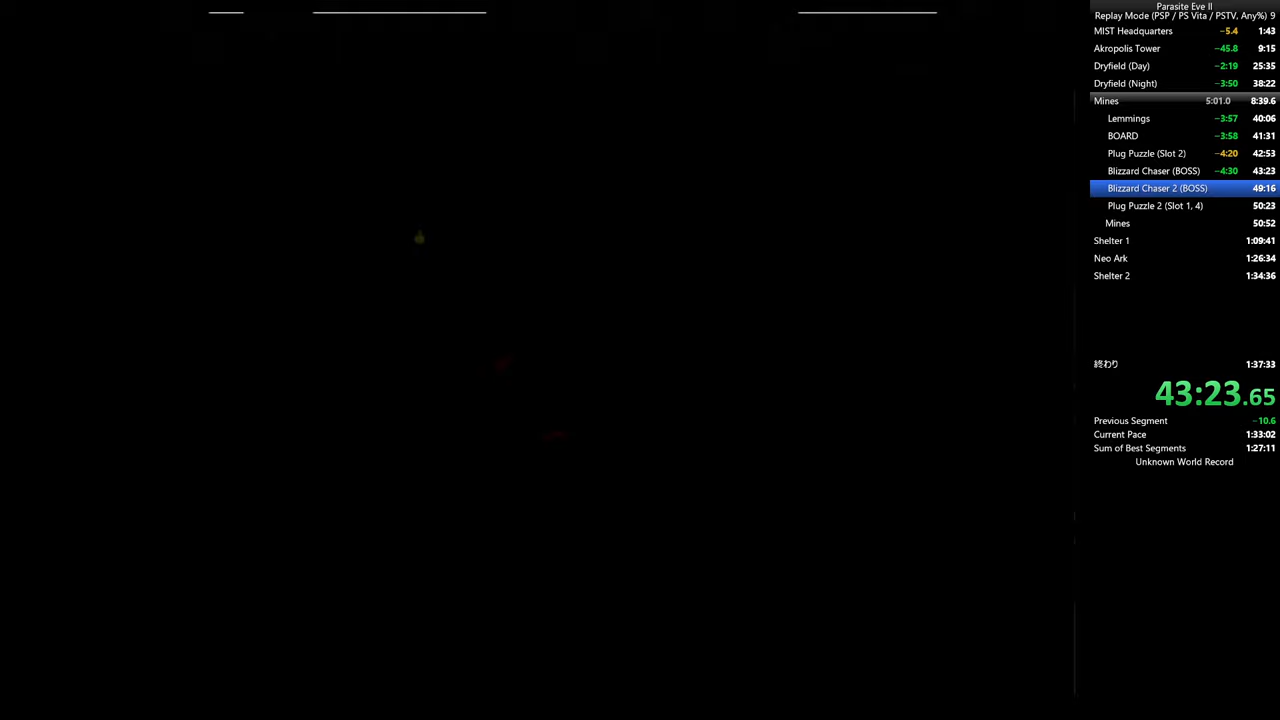 Parasite Eve II
Replay Mode (PSP / PS Vita / PSTV, Any%) 9
MIST Headquarters −5.4 1:43
Akropolis Tower −45.8 9:15
Dryfield (Day) −2:19 25:35
Dryfield (Night) −3:50 38:22
Mines 5:01.0 8:39.6
Lemmings −3:57 40:06
BOARD −3:58 41:31
Plug Puzzle (Slot 2) −4:20 42:53
Blizzard Chaser (BOSS) −4:30 43:23
Blizzard Chaser 2 (BOSS) 49:16
Plug Puzzle 2 (Slot 1, 4) 50:23
Mines 50:52
Shelter 1 1:09:41
Neo Ark 1:26:34
Shelter 2 1:34:36
終わり 1:37:33
43:23.65
Previous Segment −10.6
Current Pace 1:33:02
Sum of Best Segments 1:27:11
Unknown World Record